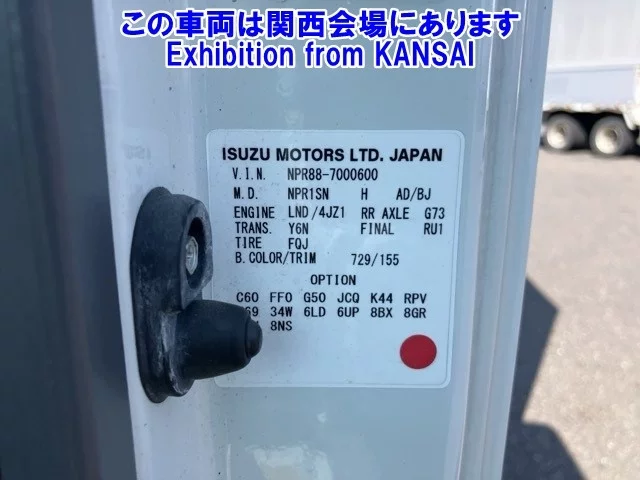 この車両は関西会場にあります
Exhibition from KANSAI
ISUZU MOTORS LTD. JAPAN
V.I.N. NPR88-7000600
M.D. NPR1SN H AD/BJ
ENGINE LND/4JZ1 RR AXLE G73
TRANS. Y6N FINAL RU1
TIRE FQJ
B.COLOR/TRIM 729/155
OPTION
C60 FF0 G50 JCQ K44 RPV
34W 6LD 6UP 8BX 8GR
8NS